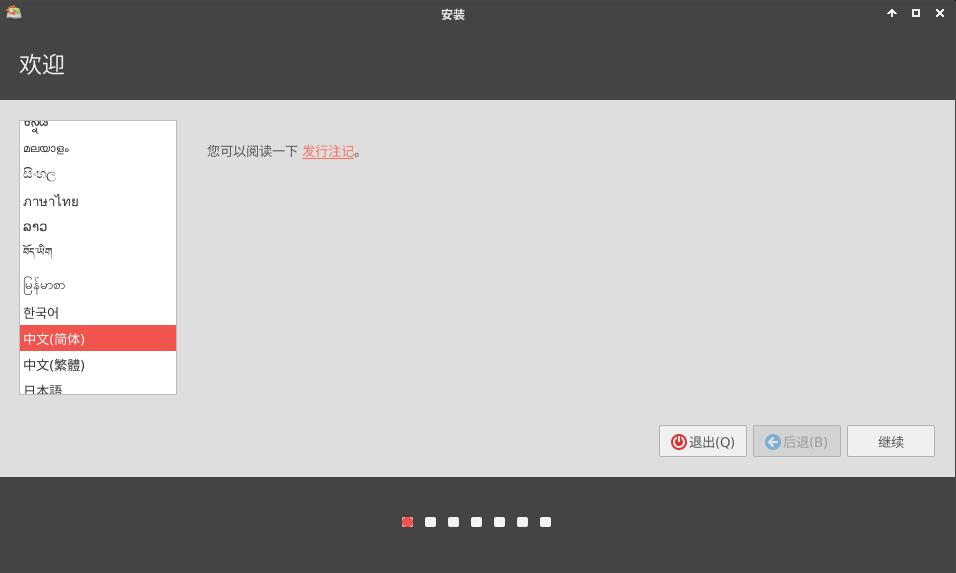 安装
欢迎
മലയാളം
සිංහල
ภาษาไทย
ລາວ
བོད་ཡིག
မြန်မာစာ
한국어
中文(简体)
中文(繁體)
日本語
您可以阅读一下 发行注记。
退出(Q)
后退(B)
继续